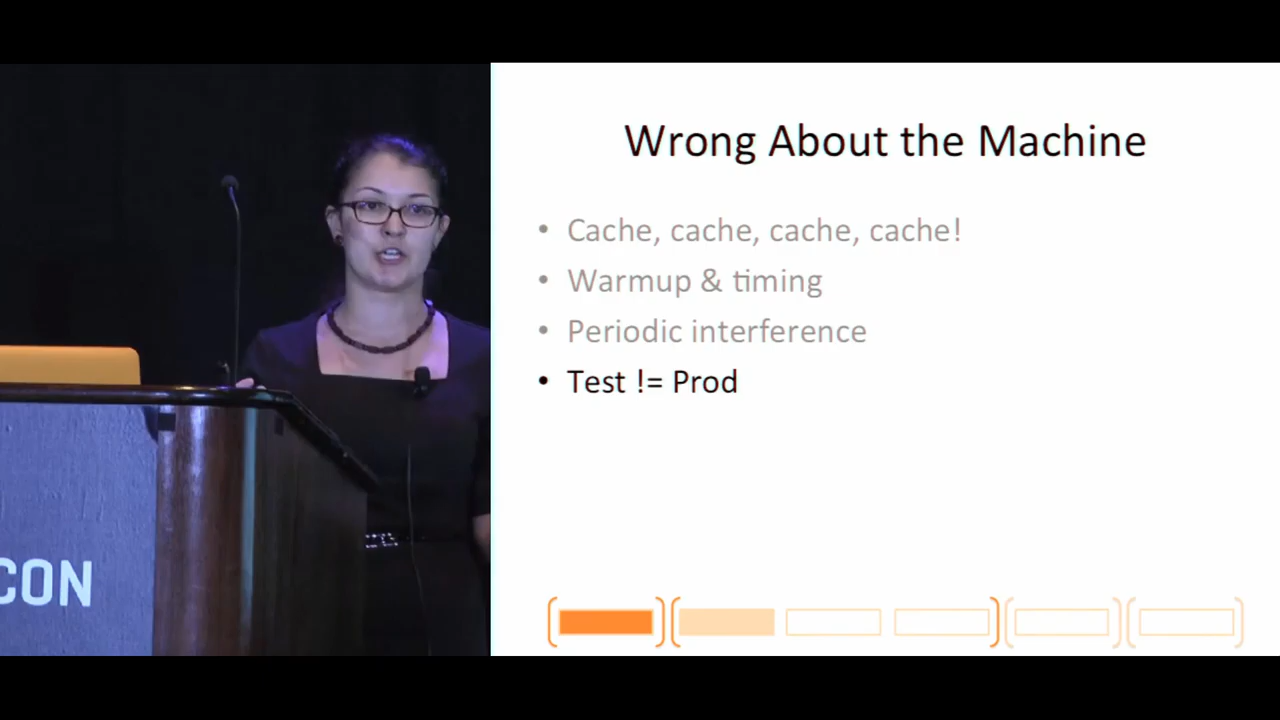 Wrong About the Machine
• Cache, cache, cache, cache!
• Warmup & timing
• Periodic interference
• Test != Prod
CON